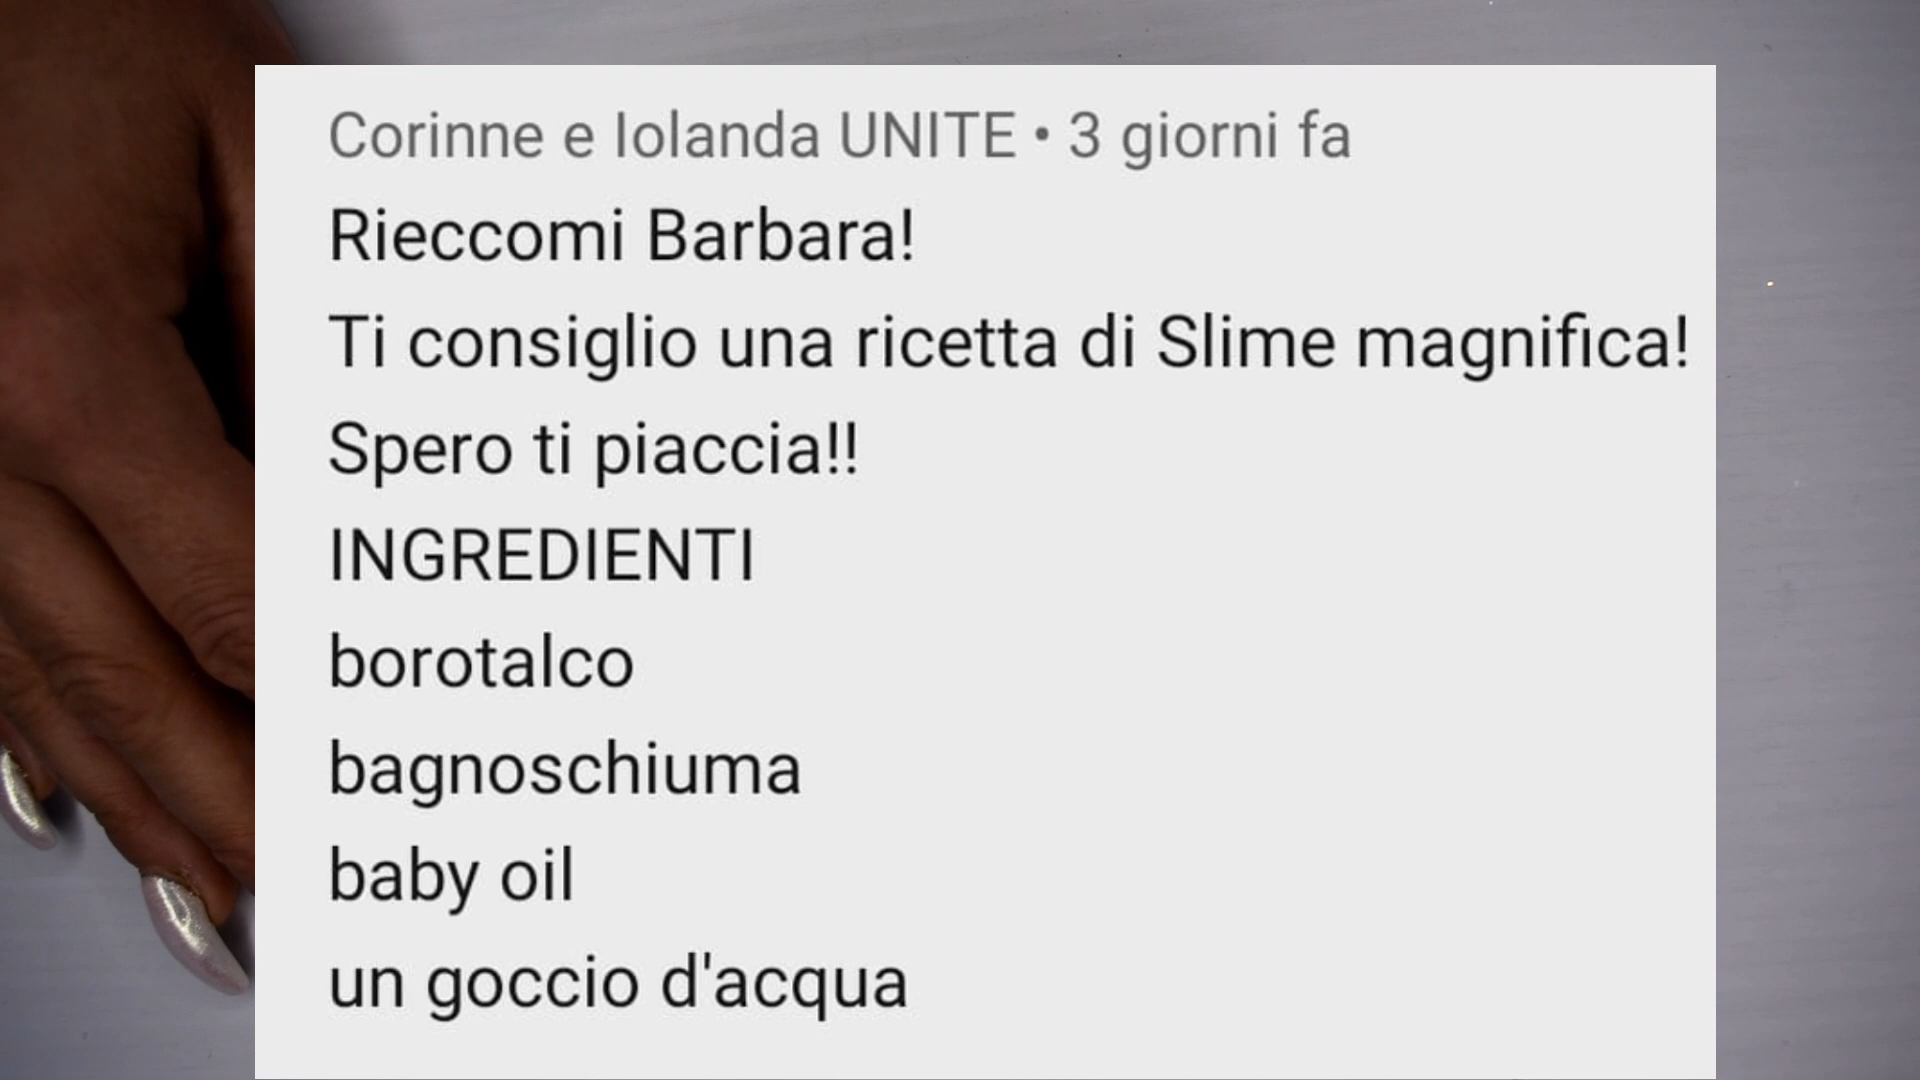 Corinne e Iolanda UNITE • 3 giorni fa
Rieccomi Barbara!
Ti consiglio una ricetta di Slime magnifica!
Spero ti piaccia!!
INGREDIENTI
borotalco
bagnoschiuma
baby oil
un goccio d'acqua